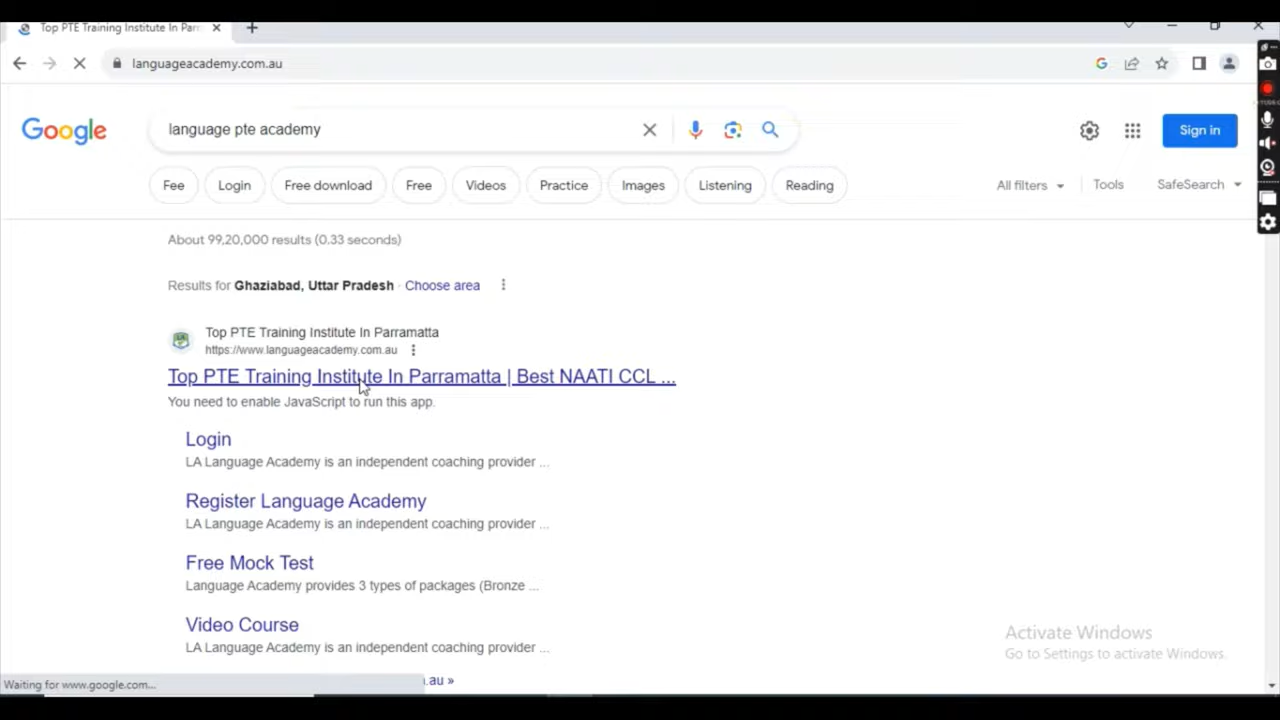 Top PTE Training Institute In Par
languageacademy.com.au
Google
language pte academy
Sign in
Fee
Login
Free download
Free
Videos
Practice
Images
Listening
Reading
All filters
Tools
SafeSearch
About 99,20,000 results (0.33 seconds)
Results for Ghaziabad, Uttar Pradesh · Choose area
Top PTE Training Institute In Parramatta
https://www.languageacademy.com.au
Top PTE Training Institute In Parramatta | Best NAATI CCL ...
You need to enable JavaScript to run this app.
Login
LA Language Academy is an independent coaching provider ...
Register Language Academy
LA Language Academy is an independent coaching provider ...
Free Mock Test
Language Academy provides 3 types of packages (Bronze ...
Video Course
LA Language Academy is an independent coaching provider ...
Activate Windows
Go to Settings to activate Windows.
.au »
Waiting for www.google.com...